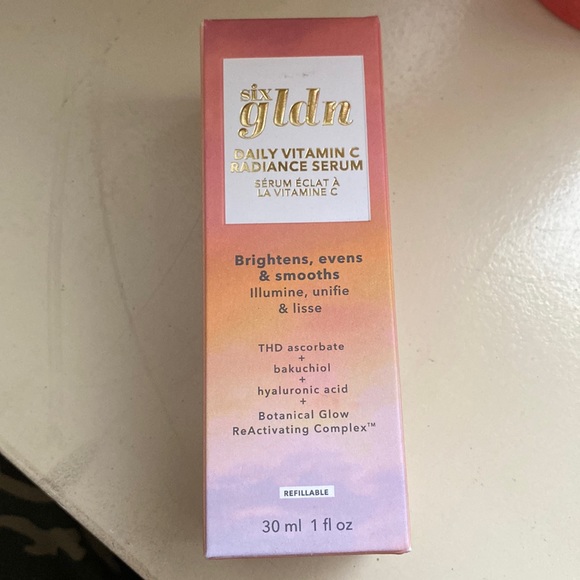 six
gldn
DAILY VITAMIN C
RADIANCE SERUM
SÉRUM ÉCLAT À
LA VITAMINE C
Brightens, evens
& smooths
Illumine, unifie
& lisse
THD ascorbate
+
bakuchiol
+
hyaluronic acid
+
Botanical Glow
ReActivating Complex™
REFILLABLE
30 ml 1 fl oz